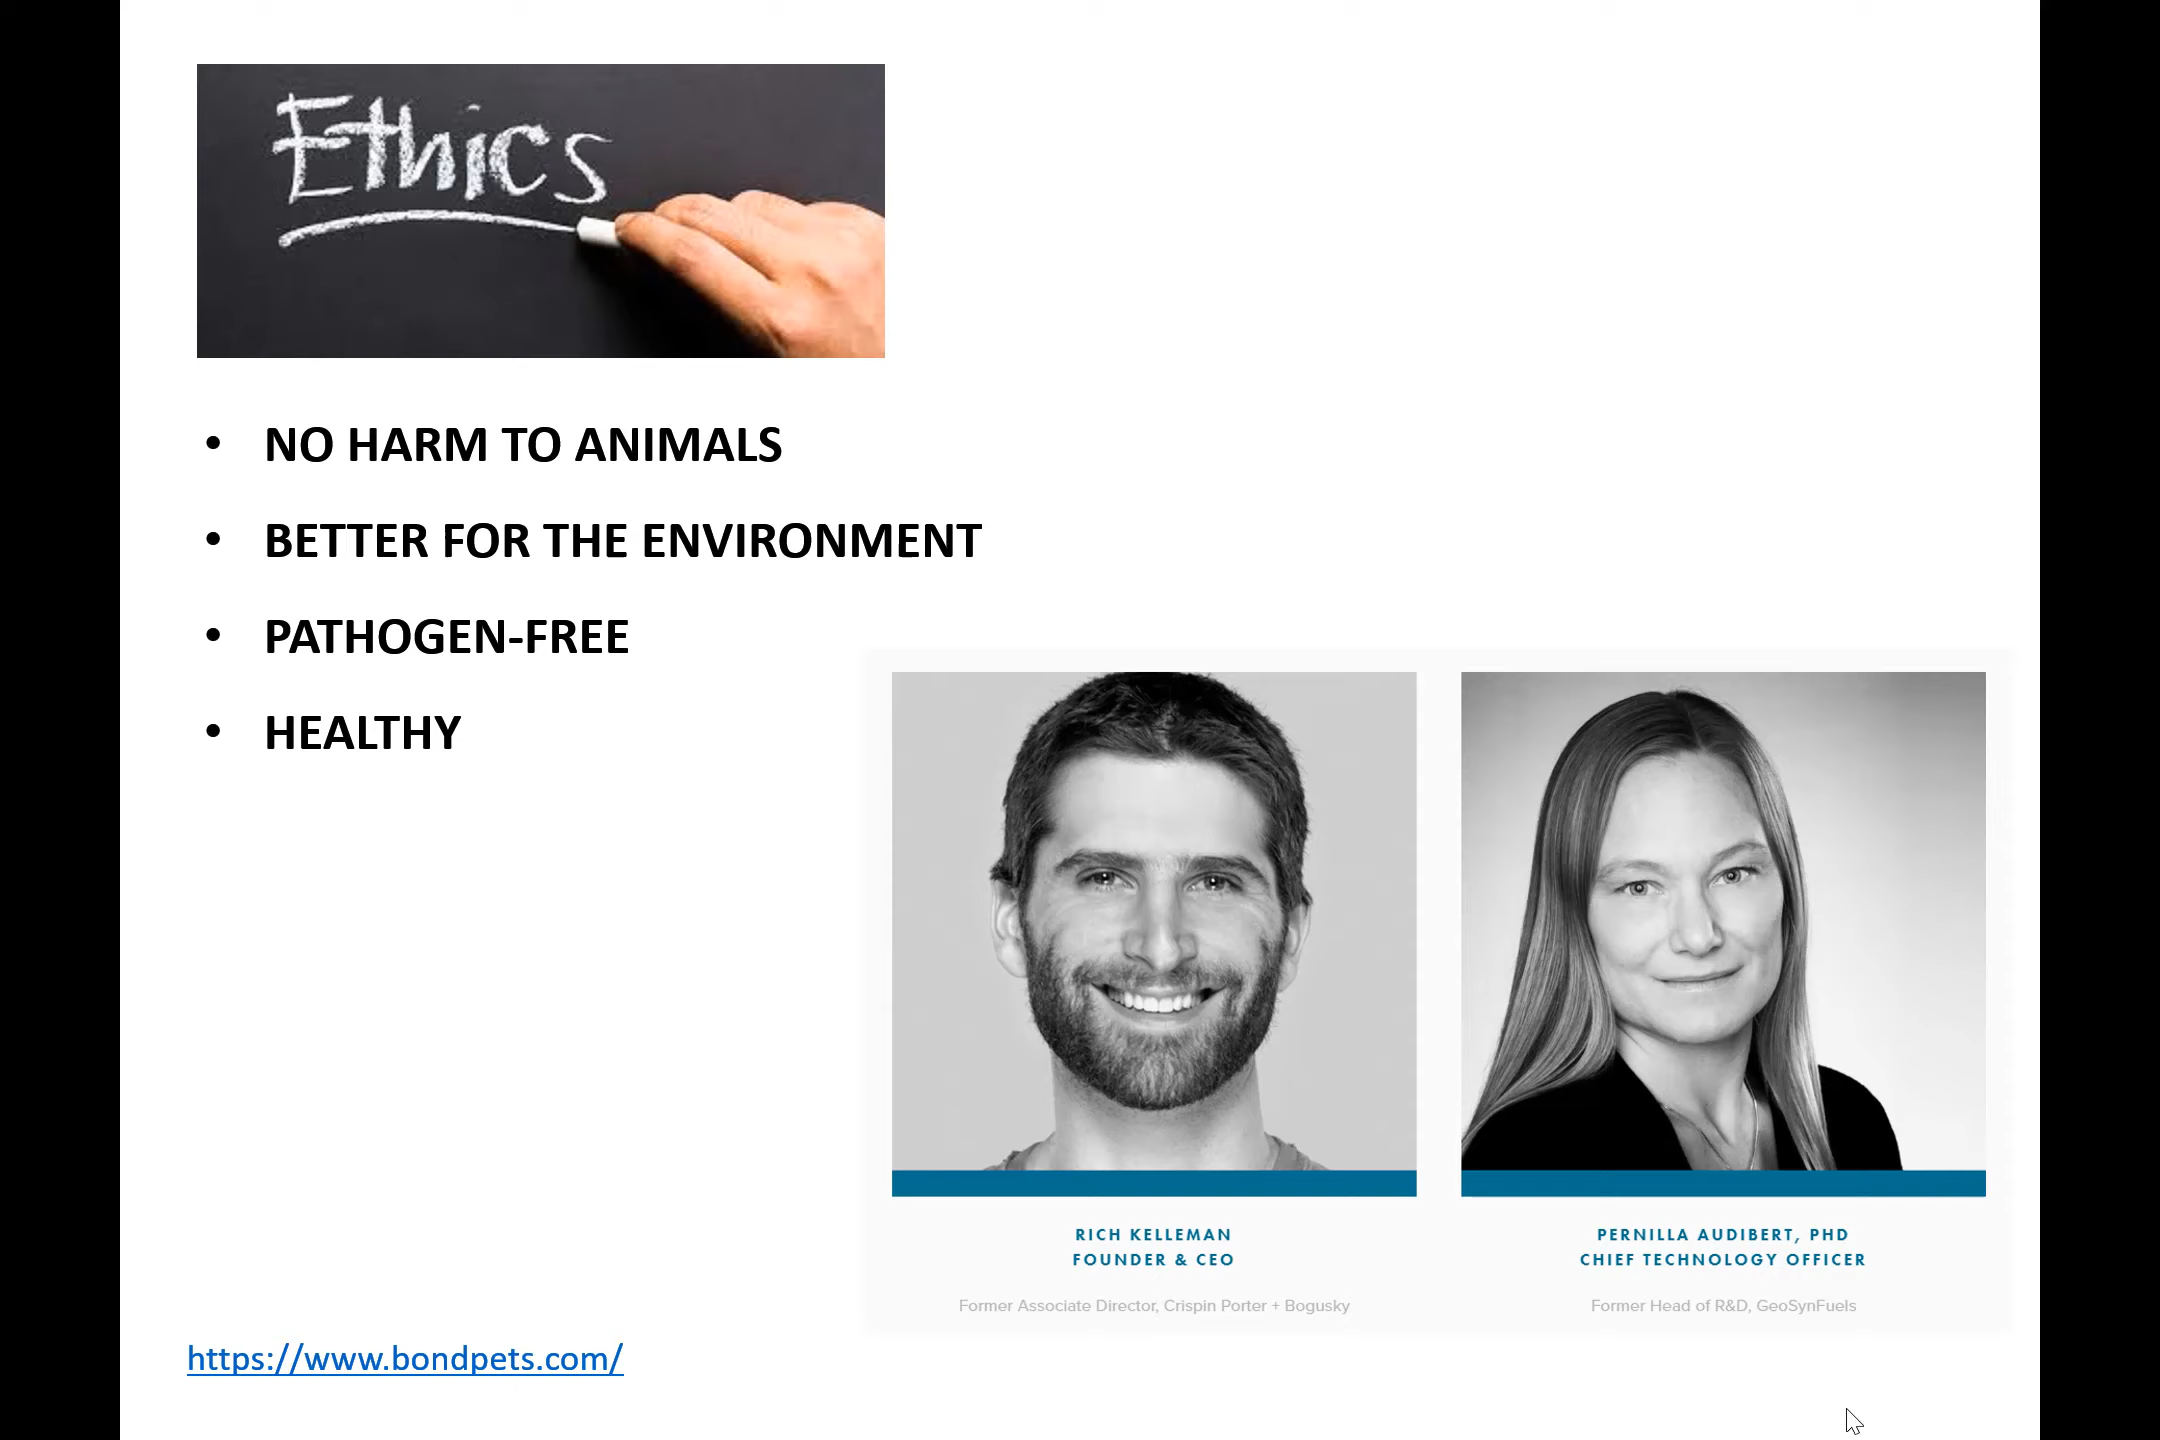 Ethics
• NO HARM TO ANIMALS
• BETTER FOR THE ENVIRONMENT
• PATHOGEN-FREE
• HEALTHY
RICH KELLEMAN
FOUNDER & CEO
Former Associate Director, Crispin Porter + Bogusky
PERNILLA AUDIBERT, PHD
CHIEF TECHNOLOGY OFFICER
Former Head of R&D, GeoSynFuels
https://www.bondpets.com/